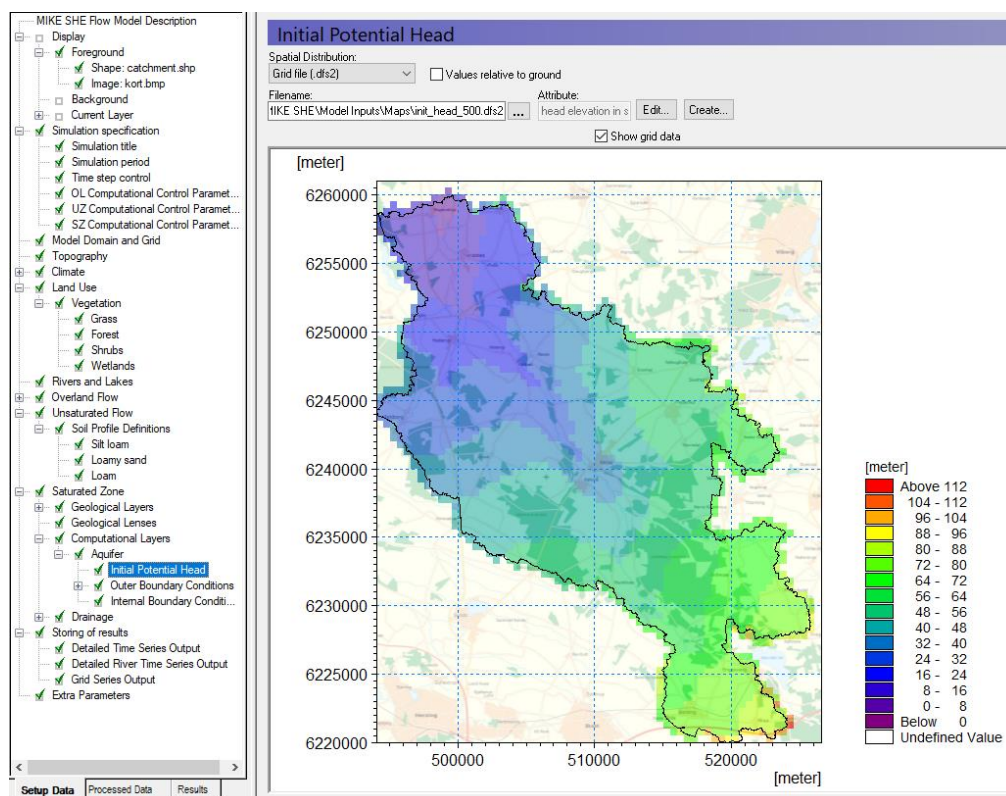 MIKE SHE Flow Model Description
Display
Foreground
Shape: catchment.shp
Image: kort.bmp
Background
Current Layer
Simulation specification
Simulation title
Simulation period
Time step control
OL Computational Control Paramet...
UZ Computational Control Paramet...
SZ Computational Control Paramet...
Model Domain and Grid
Topography
Climate
Land Use
Vegetation
Grass
Forest
Shrubs
Wetlands
Rivers and Lakes
Overland Flow
Unsaturated Flow
Soil Profile Definitions
Silt loam
Loamy sand
Loam
Saturated Zone
Geological Layers
Geological Lenses
Computational Layers
Aquifer
Initial Potential Head
Outer Boundary Conditions
Internal Boundary Conditi...
Drainage
Storing of results
Detailed Time Series Output
Detailed River Time Series Output
Grid Series Output
Extra Parameters
Setup Data Processed Data Results
Initial Potential Head
Spatial Distribution:
Grid file (.dfs2) Values relative to ground
Filename: Attribute:
IKE SHE\Model Inputs\Maps\init_head_500.dfs2 ... head elevation in s Edit... Create...
Show grid data
[meter]
6260000
6255000
6250000
6245000
6240000
6235000
6230000
6225000
6220000
500000 510000 520000
[meter]
[meter]
Above 112
104 - 112
96 - 104
88 - 96
80 - 88
72 - 80
64 - 72
56 - 64
48 - 56
40 - 48
32 - 40
24 - 32
16 - 24
8 - 16
0 - 8
Below 0
Undefined Value